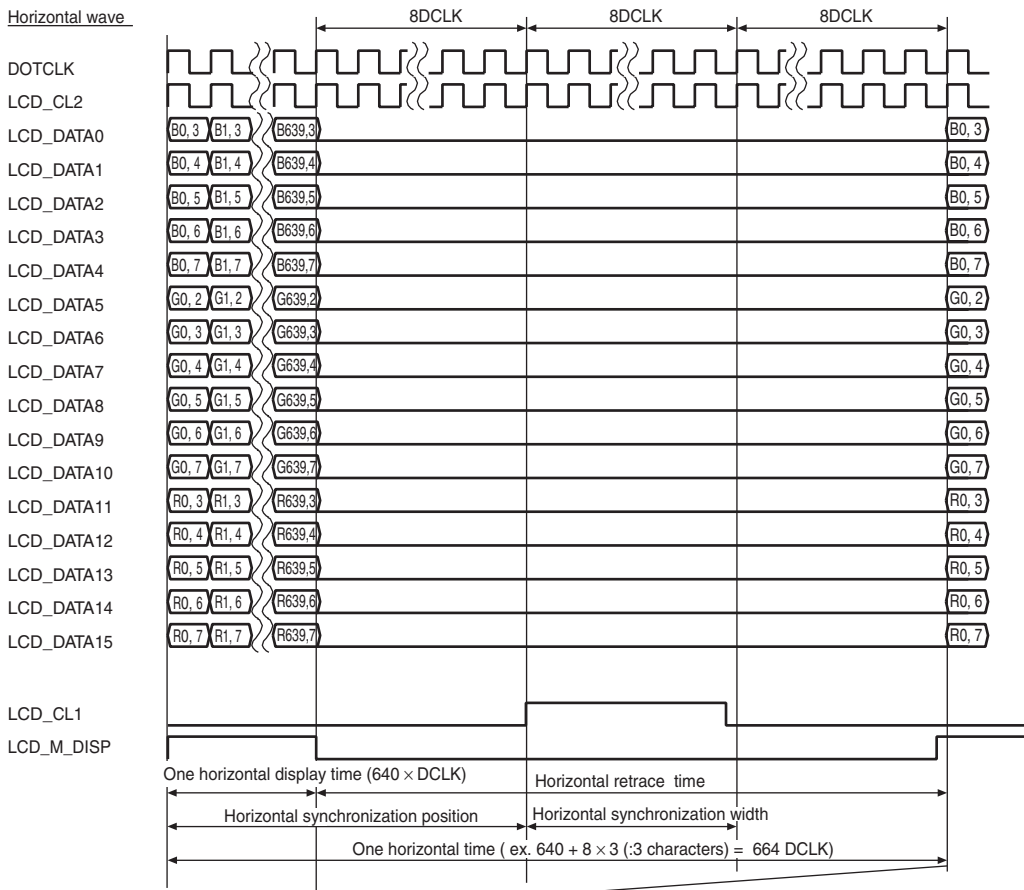 Horizontal wave
8DCLK 8DCLK 8DCLK
DOTCLK
LCD_CL2
LCD_DATA0 B0, 3 B1, 3 B639,3 B0, 3
LCD_DATA1 B0, 4 B1, 4 B639,4 B0, 4
LCD_DATA2 B0, 5 B1, 5 B639,5 B0, 5
LCD_DATA3 B0, 6 B1, 6 B639,6 B0, 6
LCD_DATA4 B0, 7 B1, 7 B639,7 B0, 7
LCD_DATA5 G0, 2 G1, 2 G639,2 G0, 2
LCD_DATA6 G0, 3 G1, 3 G639,3 G0, 3
LCD_DATA7 G0, 4 G1, 4 G639,4 G0, 4
LCD_DATA8 G0, 5 G1, 5 G639,5 G0, 5
LCD_DATA9 G0, 6 G1, 6 G639,6 G0, 6
LCD_DATA10 G0, 7 G1, 7 G639,7 G0, 7
LCD_DATA11 R0, 3 R1, 3 R639,3 R0, 3
LCD_DATA12 R0, 4 R1, 4 R639,4 R0, 4
LCD_DATA13 R0, 5 R1, 5 R639,5 R0, 5
LCD_DATA14 R0, 6 R1, 6 R639,6 R0, 6
LCD_DATA15 R0, 7 R1, 7 R639,7 R0, 7
LCD_CL1
LCD_M_DISP
One horizontal display time (640 × DCLK)
Horizontal retrace time
Horizontal synchronization position
Horizontal synchronization width
One horizontal time ( ex. 640 + 8 × 3 (:3 characters) = 664 DCLK)